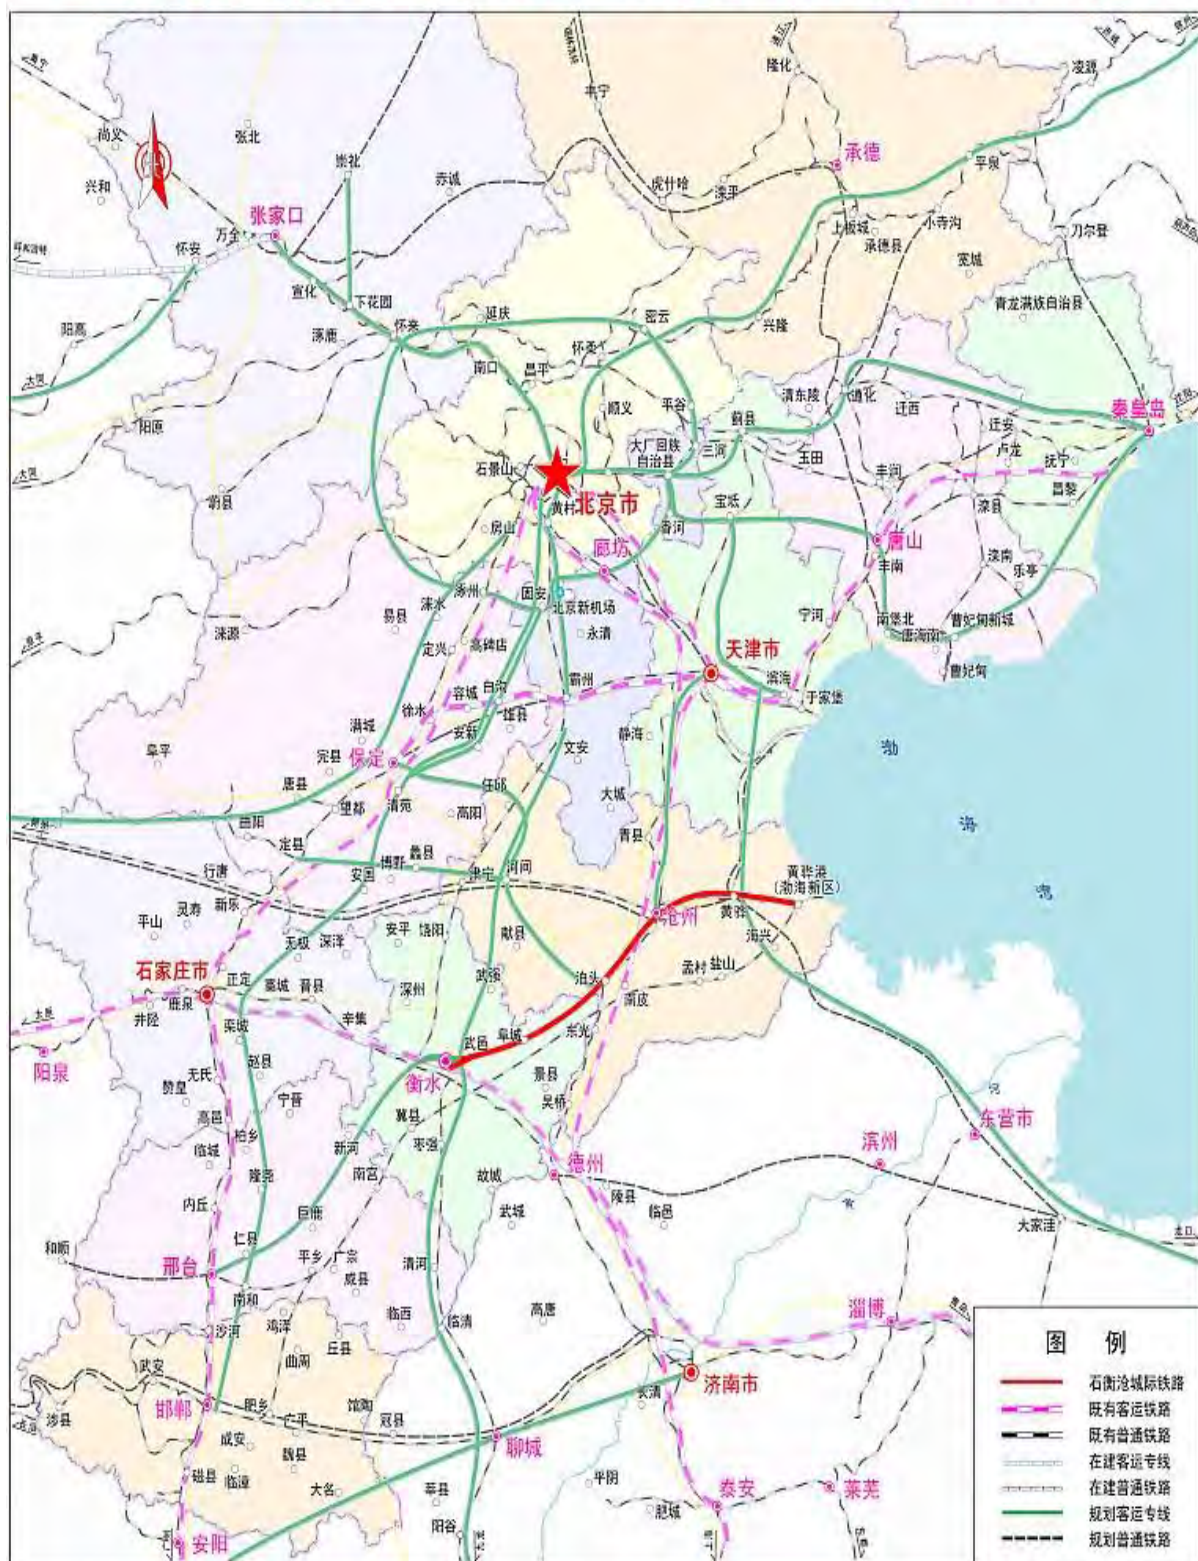 隆化
凌源
丰宁
集宁
尚义
张北
崇礼
承德
平泉
兴和
赤诚
虎什哈
滦平
张家口
万全
怀安
上板城
承德县
小寺沟
刀尔登
宽城
宣化
下花园
青龙满族自治县
阳高
涿鹿
怀来
延庆
密云
兴隆
南口
怀柔
昌平
大同
阳原
顺义
平谷
蓟县
清东陵
遵化
迁西
秦皇岛
迁安
卢龙
抚宁
大厂回族
自治县
三河
石景山
玉田
丰润
昌黎
大同
蔚县
北京市
黄村
宝坻
滦县
房山
香河
廊坊
唐山
丰南
滦南
乐亭
涞水
涿州
固安
北京新机场
宁河
南堡北
唐海南
曹妃甸新城
涞源
易县
定兴
高碑店
永清
天津市
曹妃甸
滨海
于家堡
白沟
霸州
容城
徐水
雄县
满城
安新
静海
阜平
完县
保定
文安
渤
唐县
任邱
清苑
望都
高阳
大城
海
曲阳
青县
定县
行唐
博野
蠡县
安国
肃宁
河间
黄骅港
(渤海新区)
湾
灵寿
新乐
沧州
黄骅
平山
无极
深泽
安平
饶阳
献县
海兴
石家庄市
正定
藁城
晋县
武强
泊头
孟村
盐山
太原
鹿泉
井陉
深州
南皮
辛集
栾城
武邑
阜城
东光
阳泉
衡水
赵县
元氏
景县
赞皇
宁晋
吴桥
河
高邑
冀县
东营市
柏乡
临城
新河
枣强
滨州
德州
隆尧
南宫
故城
陵县
内丘
巨鹿
武城
临邑
黄
大家洼
龙口
和顺
仁县
平乡
广宗
清河
邢台
威县
南和
临西
临清
高唐
淄博
青岛
沙河
鸡泽
丘县
曲周
武安
济南市
长清
涉县
邯郸
肥乡
广平
馆陶
冠县
成安
聊城
魏县
磁县
临漳
大名
莘县
平阴
泰安
莱芜
肥城
安阳
阳谷
图 例
石衡沧城际铁路
既有客运铁路
既有普通铁路
在建客运专线
在建普通铁路
规划客运专线
规划普通铁路